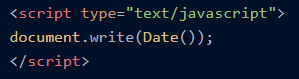 <script type="text/javascript">
document.write(Date());
</script>